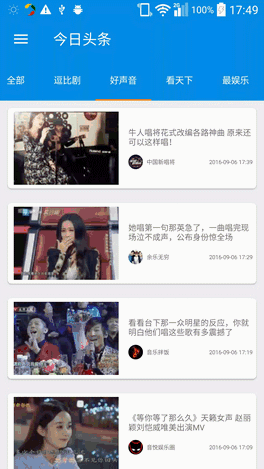 2G
100%
17:49
今日头条
全部
逗比剧
好声音
看天下
最娱乐
牛人唱将花式改编各路神曲 原来还
可以这样唱！
中国新唱将
2016-09-06 17:39
她唱第一句那英急了，一曲唱完现
场泣不成声，公布身份惊全场
余乐无穷
2016-09-06 17:29
看看台下那一众明星的反应，你就
明白他们唱这些歌有多震撼了
音乐肆饭
2016-09-06 17:19
《等你等了那么久》天籁女声 赵丽
颖刘恺威唯美出演MV
音悦娱乐圈
2016-09-06 17:09